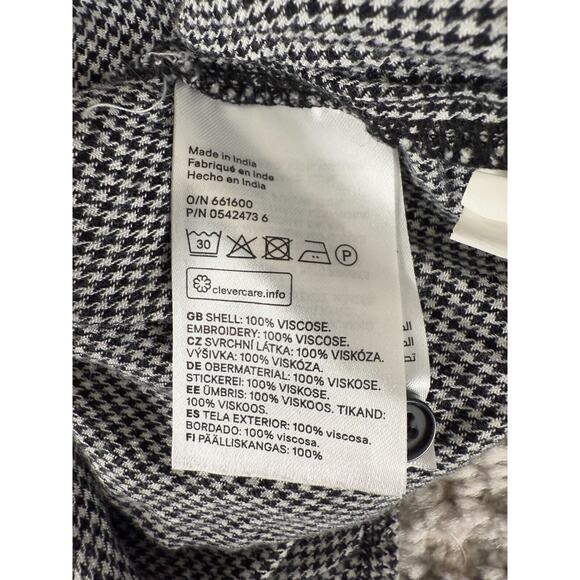 Made in India
Fabriqué en Inde
Hecho en India
O/N 661600
P/N 0542473 6
30
P
clevercare.info
GB SHELL: 100% VISCOSE.
EMBROIDERY: 100% VISCOSE.
CZ SVRCHNÍ LÁTKA: 100% VISKÓZA.
VÝŠIVKA: 100% VISKÓZA.
DE OBERMATERIAL: 100% VISKOSE.
STICKEREI: 100% VISKOSE.
EE ÜMBRIS: 100% VISKOOS. TIKAND:
100% VISKOOS.
ES TELA EXTERIOR: 100% viscosa.
BORDADO: 100% viscosa.
FI PÄÄLLISKANGAS: 100%